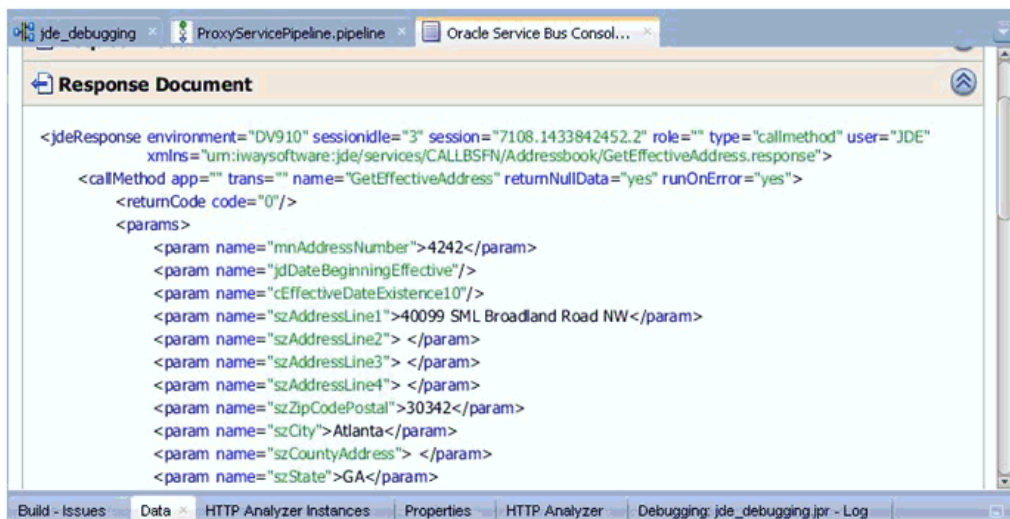 jde_debugging
ProxyServicePipeline.pipeline
Oracle Service Bus Consol...
Response Document
<jdeResponse environment="DV910" sessionidle="3" session="7108.1433842452.2" role="" type="callmethod" user="JDE"
xmlns="urn:iwaysoftware:jde/services/CALLBSFN/Addressbook/GetEffectiveAddress.response">
<callMethod app="" trans="" name="GetEffectiveAddress" returnNullData="yes" runOnError="yes">
<returnCode code="0"/>
<params>
<param name="mnAddressNumber">4242</param>
<param name="jdDateBeginningEffective"/>
<param name="cEffectiveDateExistence10"/>
<param name="szAddressLine1">40099 SML Broadland Road NW</param>
<param name="szAddressLine2"> </param>
<param name="szAddressLine3"> </param>
<param name="szAddressLine4"> </param>
<param name="szZipCodePostal">30342</param>
<param name="szCity">Atlanta</param>
<param name="szCountyAddress"> </param>
<param name="szState">GA</param>
Build - Issues
Data
HTTP Analyzer Instances
Properties
HTTP Analyzer
Debugging: jde_debugging.jpr - Log